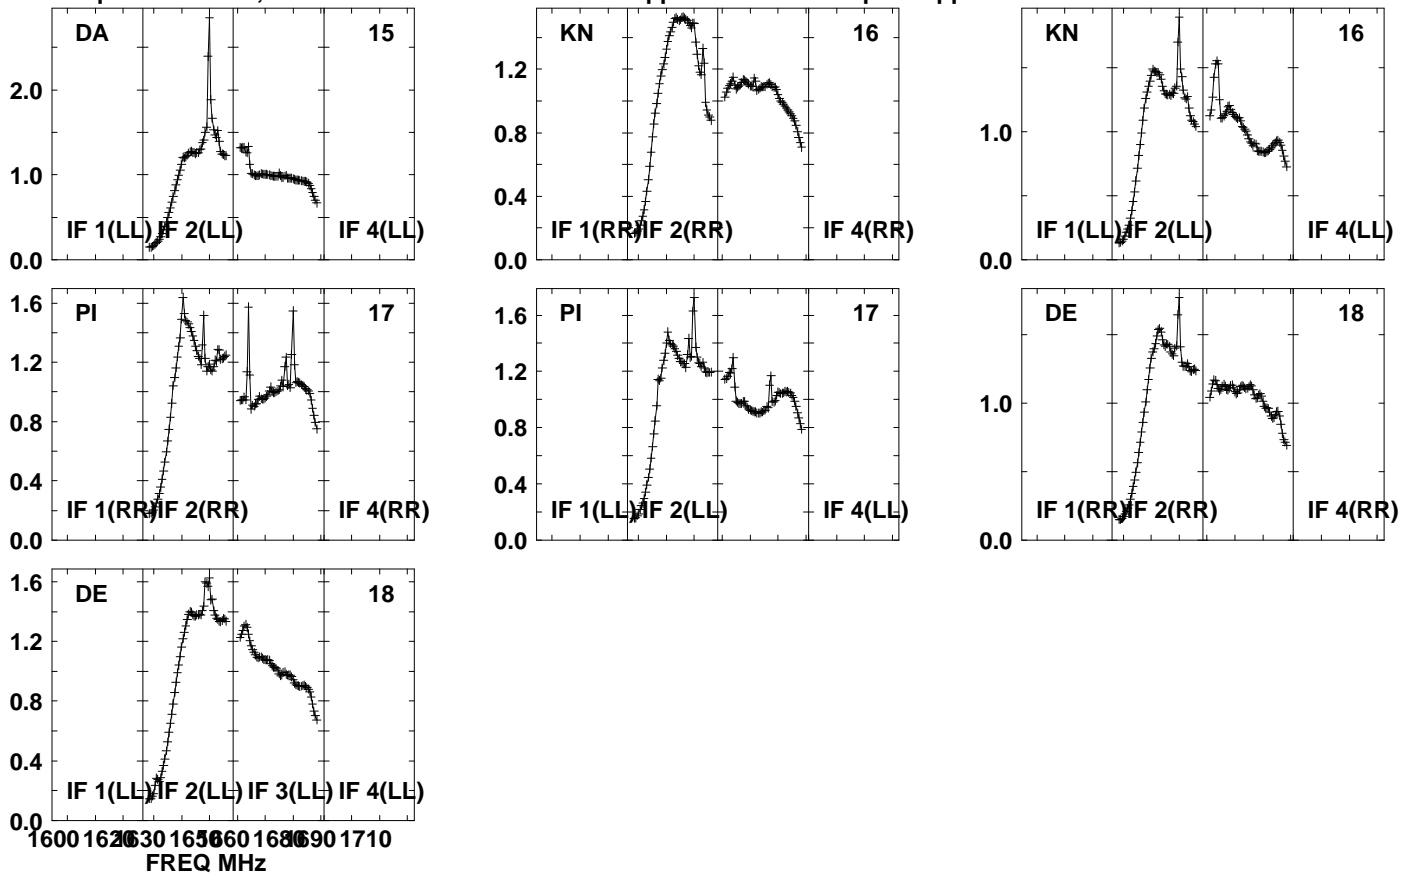 DA 15 KN 16 KN 16
2.0 1.2 1.0
1.0 0.8
0.4
IF 1(LL) IF 2(LL) IF 4(LL) IF 1(RR) IF 2(RR) IF 4(RR) IF 1(LL) IF 2(LL) IF 4(LL)
0.0 0.0 0.0
PI 17 PI 17 DE 18
1.6 1.6
1.2 1.2 1.0
0.8 0.8
0.4 0.4
IF 1(RR) IF 2(RR) IF 4(RR) IF 1(LL) IF 2(LL) IF 4(LL) IF 1(RR) IF 2(RR) IF 4(RR)
0.0 0.0 0.0
DE 18
1.6
1.2
0.8
0.4
IF 1(LL) IF 2(LL) IF 3(LL) IF 4(LL)
0.0
1600 1630 1680 1690 1710
FREQ MHz